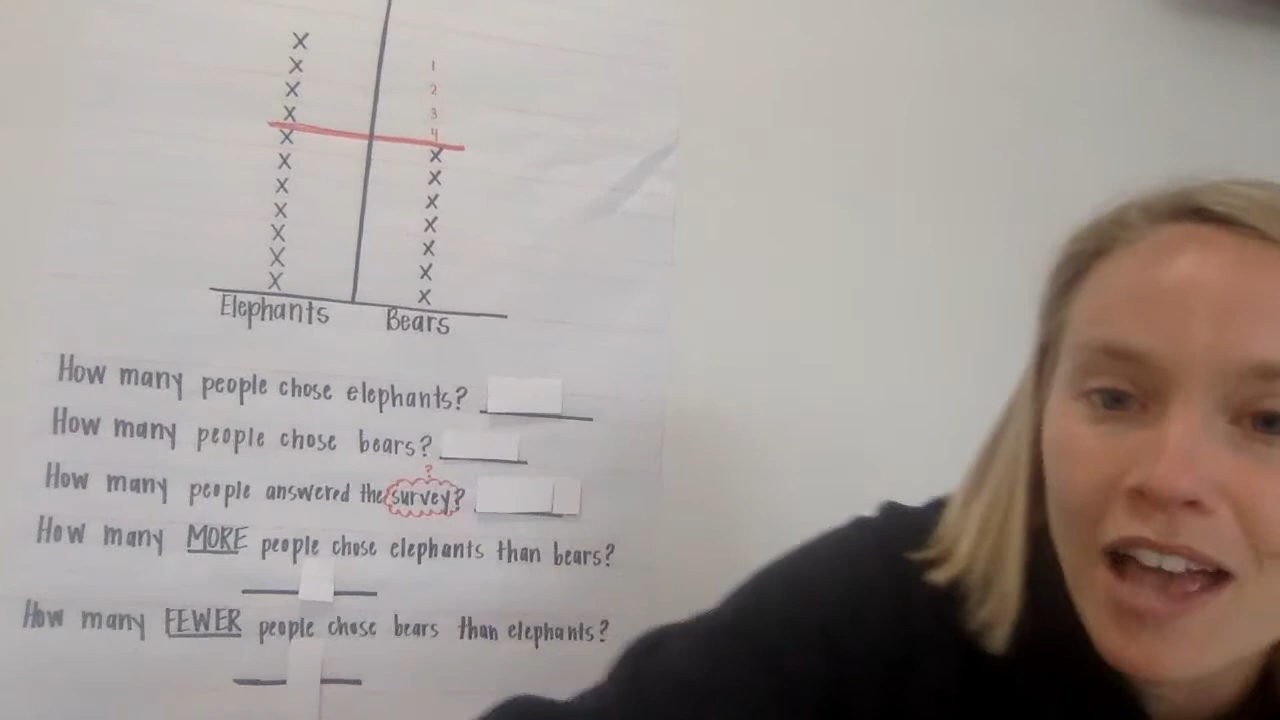 X
X
X
X
X
X
X
X
X
X
X
1
2
3
4
X
X
X
X
X
X
X
Elephants
Bears
How many people chose elephants?
How many people chose bears?
?
How many people answered the survey?
How many MORE people chose elephants than bears?
How many FEWER people chose bears than elephants?